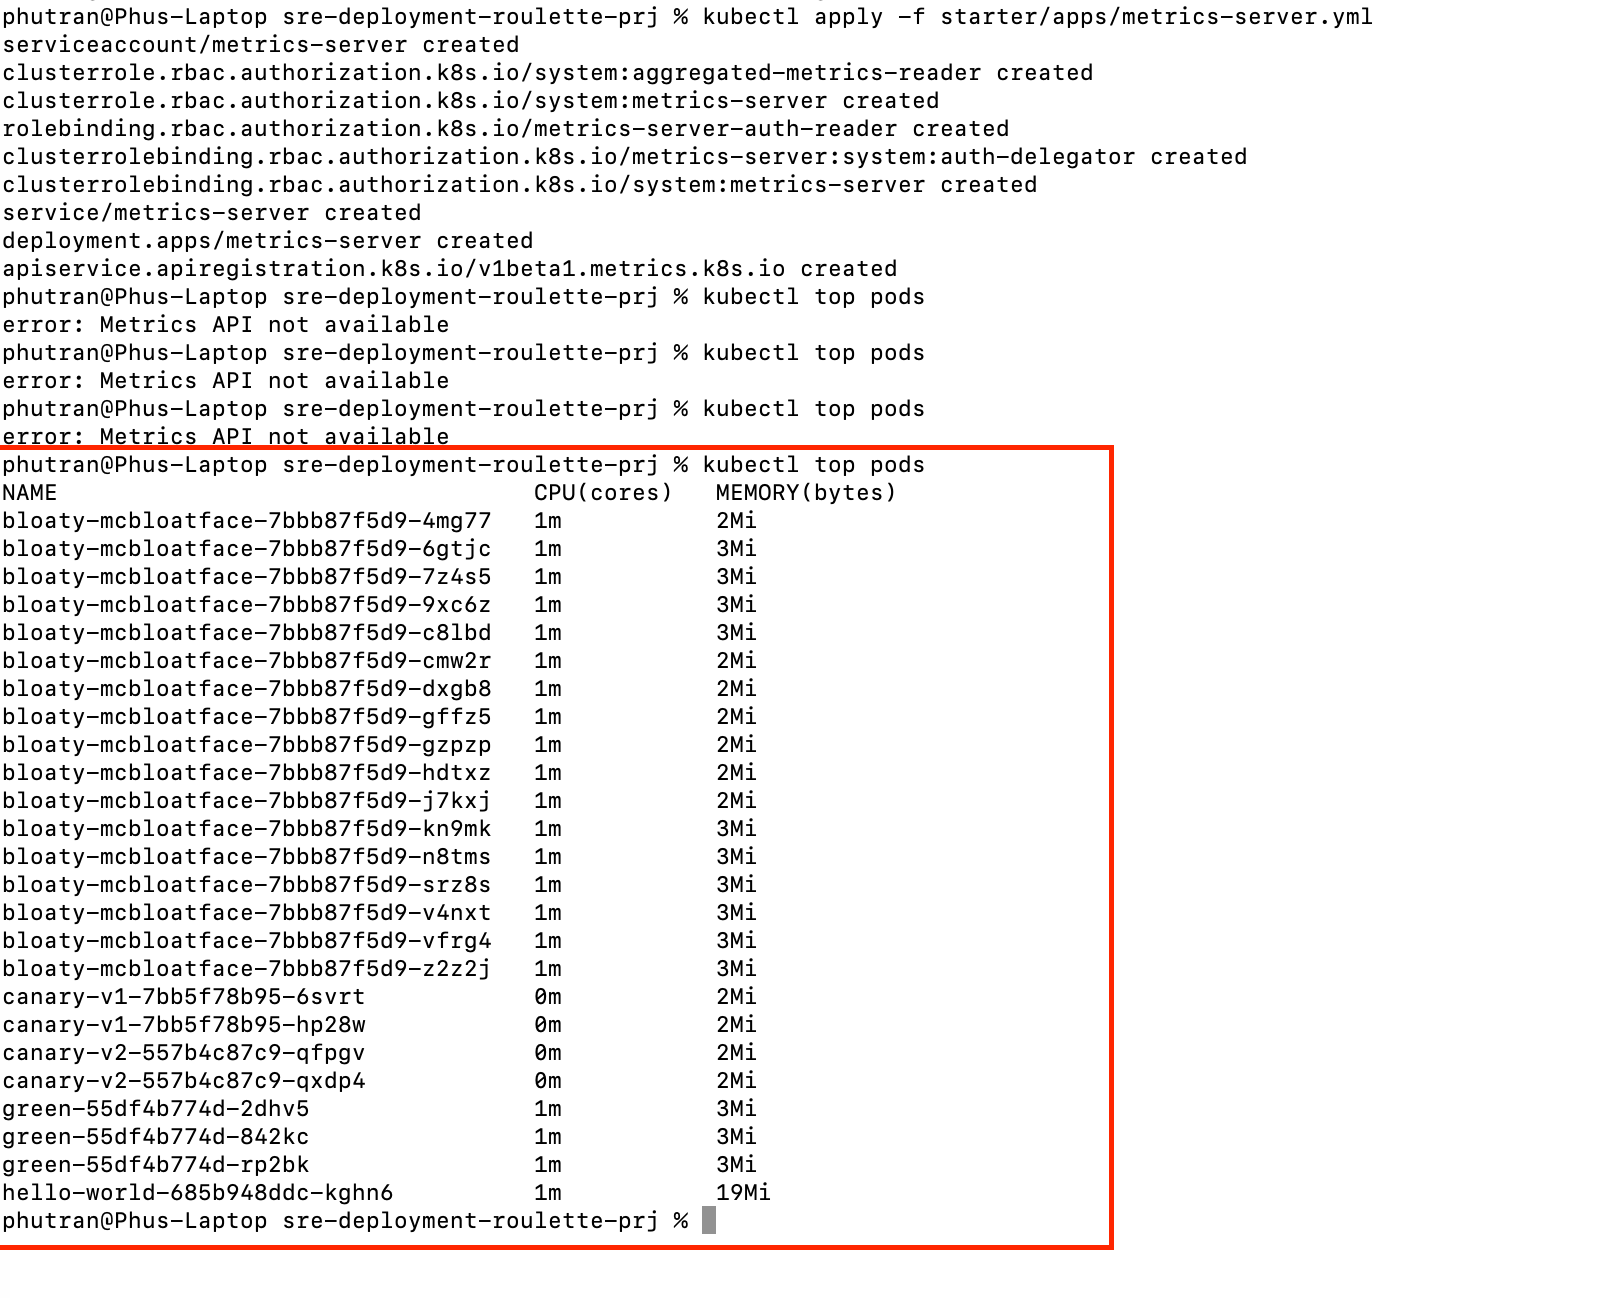 phutran@Phus-Laptop sre-deployment-roulette-prj % kubectl apply -f starter/apps/metrics-server.yml
serviceaccount/metrics-server created
clusterrole.rbac.authorization.k8s.io/system:aggregated-metrics-reader created
clusterrole.rbac.authorization.k8s.io/system:metrics-server created
rolebinding.rbac.authorization.k8s.io/metrics-server-auth-reader created
clusterrolebinding.rbac.authorization.k8s.io/metrics-server:system:auth-delegator created
clusterrolebinding.rbac.authorization.k8s.io/system:metrics-server created
service/metrics-server created
deployment.apps/metrics-server created
apiservice.apiregistration.k8s.io/v1beta1.metrics.k8s.io created
phutran@Phus-Laptop sre-deployment-roulette-prj % kubectl top pods
error: Metrics API not available
phutran@Phus-Laptop sre-deployment-roulette-prj % kubectl top pods
error: Metrics API not available
phutran@Phus-Laptop sre-deployment-roulette-prj % kubectl top pods
error: Metrics API not available
phutran@Phus-Laptop sre-deployment-roulette-prj % kubectl top pods
NAME CPU(cores) MEMORY(bytes)
bloaty-mcbloatface-7bbb87f5d9-4mg77 1m 2Mi
bloaty-mcbloatface-7bbb87f5d9-6gtjc 1m 3Mi
bloaty-mcbloatface-7bbb87f5d9-7z4s5 1m 3Mi
bloaty-mcbloatface-7bbb87f5d9-9xc6z 1m 3Mi
bloaty-mcbloatface-7bbb87f5d9-c8lbd 1m 3Mi
bloaty-mcbloatface-7bbb87f5d9-cmw2r 1m 2Mi
bloaty-mcbloatface-7bbb87f5d9-dxgb8 1m 2Mi
bloaty-mcbloatface-7bbb87f5d9-gffz5 1m 2Mi
bloaty-mcbloatface-7bbb87f5d9-gzpzp 1m 2Mi
bloaty-mcbloatface-7bbb87f5d9-hdtxz 1m 2Mi
bloaty-mcbloatface-7bbb87f5d9-j7kxj 1m 2Mi
bloaty-mcbloatface-7bbb87f5d9-kn9mk 1m 3Mi
bloaty-mcbloatface-7bbb87f5d9-n8tms 1m 3Mi
bloaty-mcbloatface-7bbb87f5d9-srz8s 1m 3Mi
bloaty-mcbloatface-7bbb87f5d9-v4nxt 1m 3Mi
bloaty-mcbloatface-7bbb87f5d9-vfrg4 1m 3Mi
bloaty-mcbloatface-7bbb87f5d9-z2z2j 1m 3Mi
canary-v1-7bb5f78b95-6svrt 0m 2Mi
canary-v1-7bb5f78b95-hp28w 0m 2Mi
canary-v2-557b4c87c9-qfpgv 0m 2Mi
canary-v2-557b4c87c9-qxdp4 0m 2Mi
green-55df4b774d-2dhv5 1m 3Mi
green-55df4b774d-842kc 1m 3Mi
green-55df4b774d-rp2bk 1m 3Mi
hello-world-685b948ddc-kghn6 1m 19Mi
phutran@Phus-Laptop sre-deployment-roulette-prj %